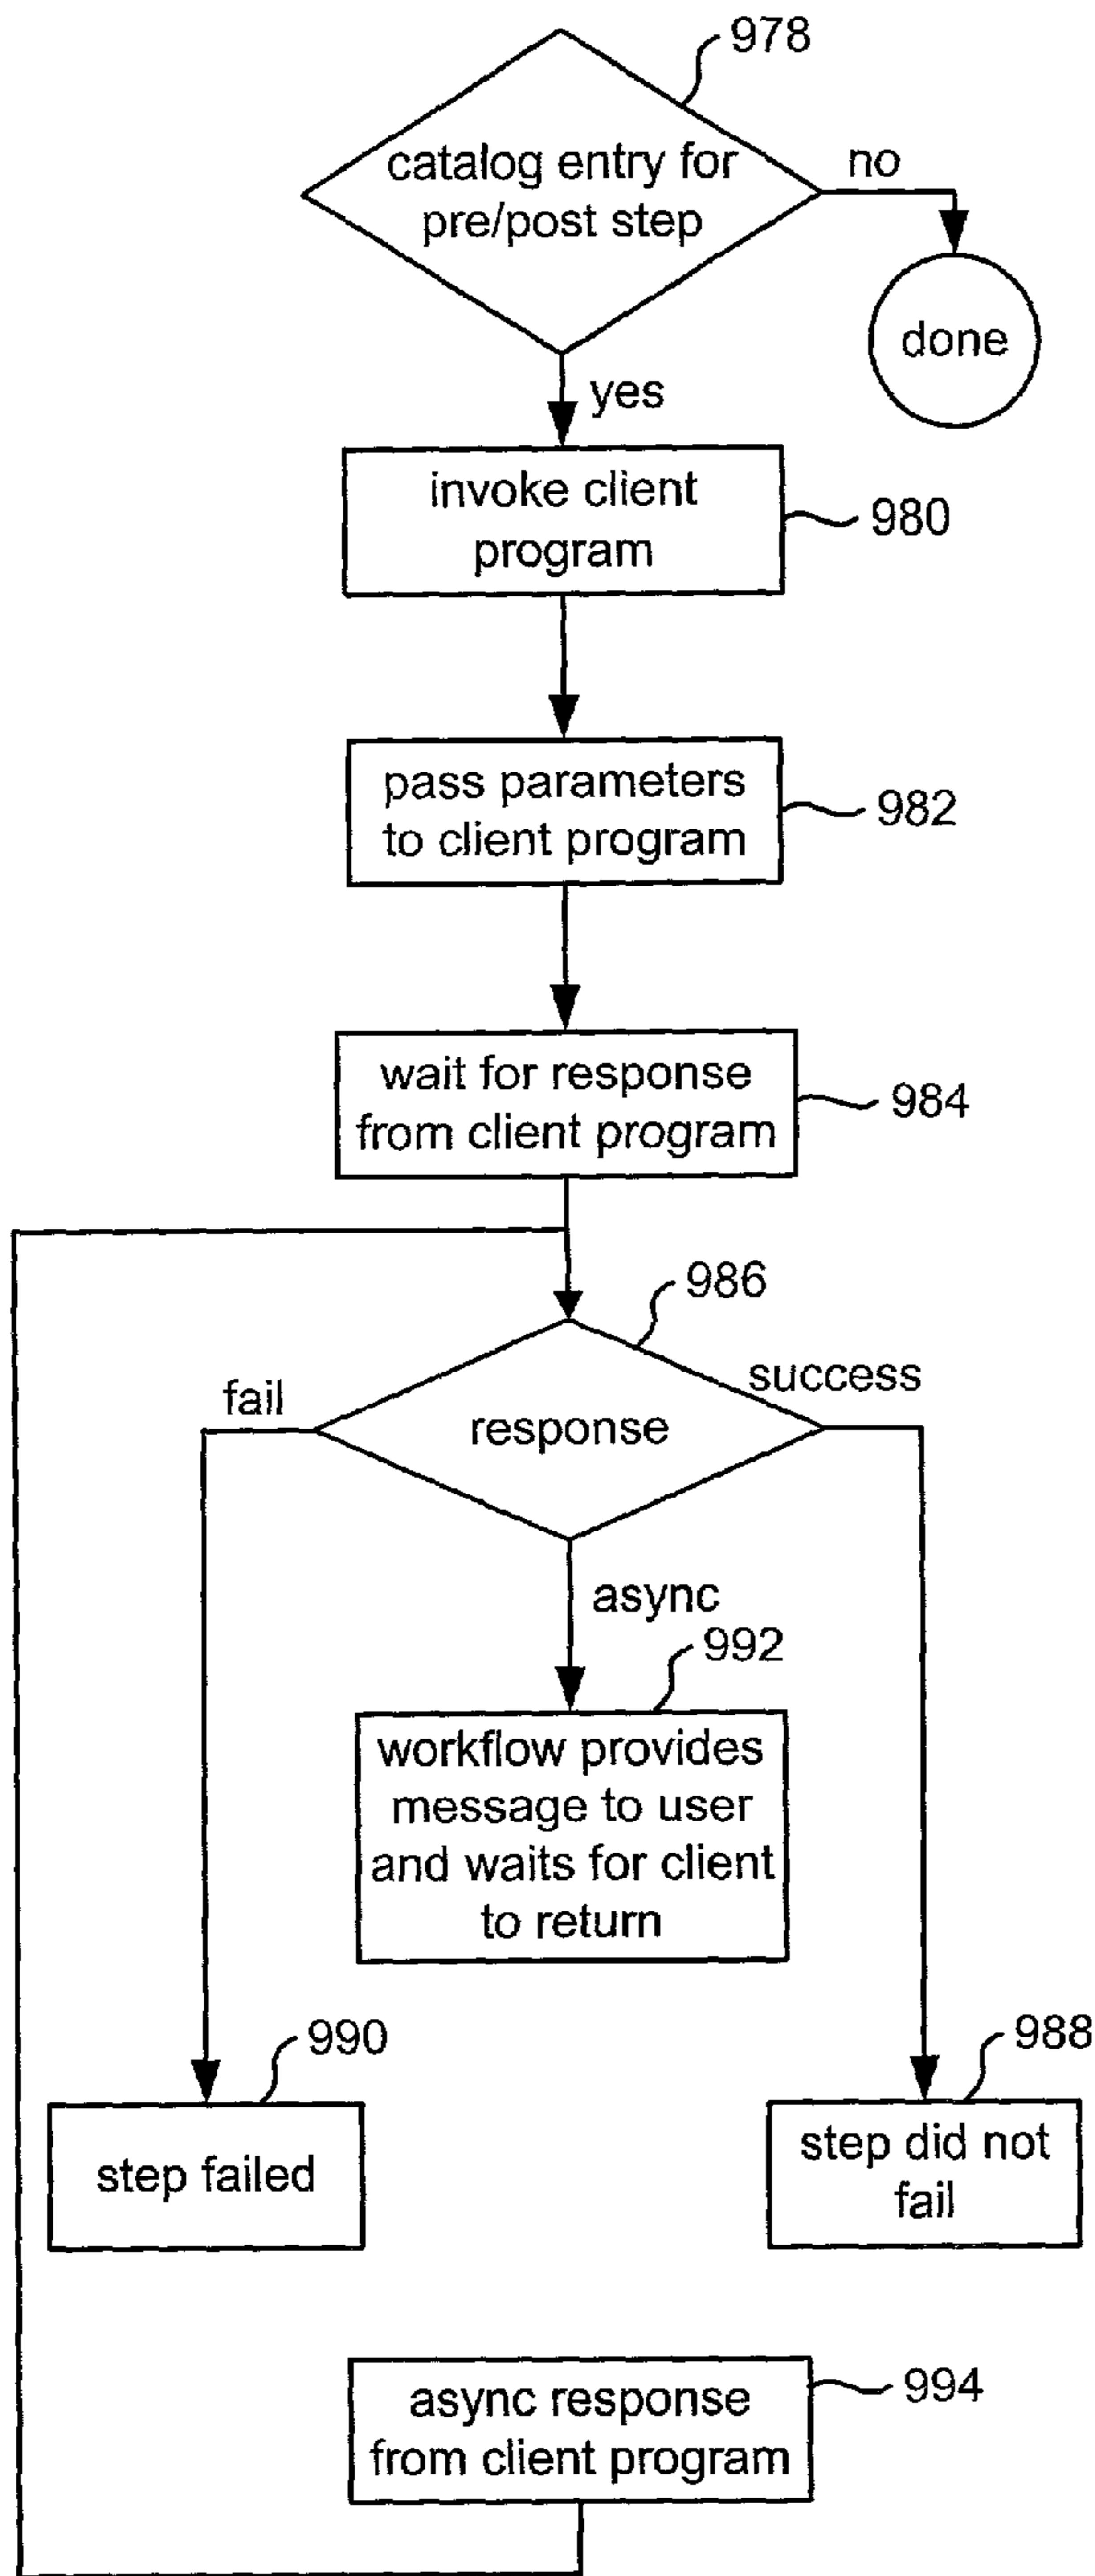 978
catalog entry for
pre/post step
no
done
yes
invoke client
program
980
pass parameters
to client program
982
wait for response
from client program
984
986
fail
success
response
async
992
workflow provides
message to user
and waits for client
to return
990
988
step failed
step did not
fail
async response
from client program
994